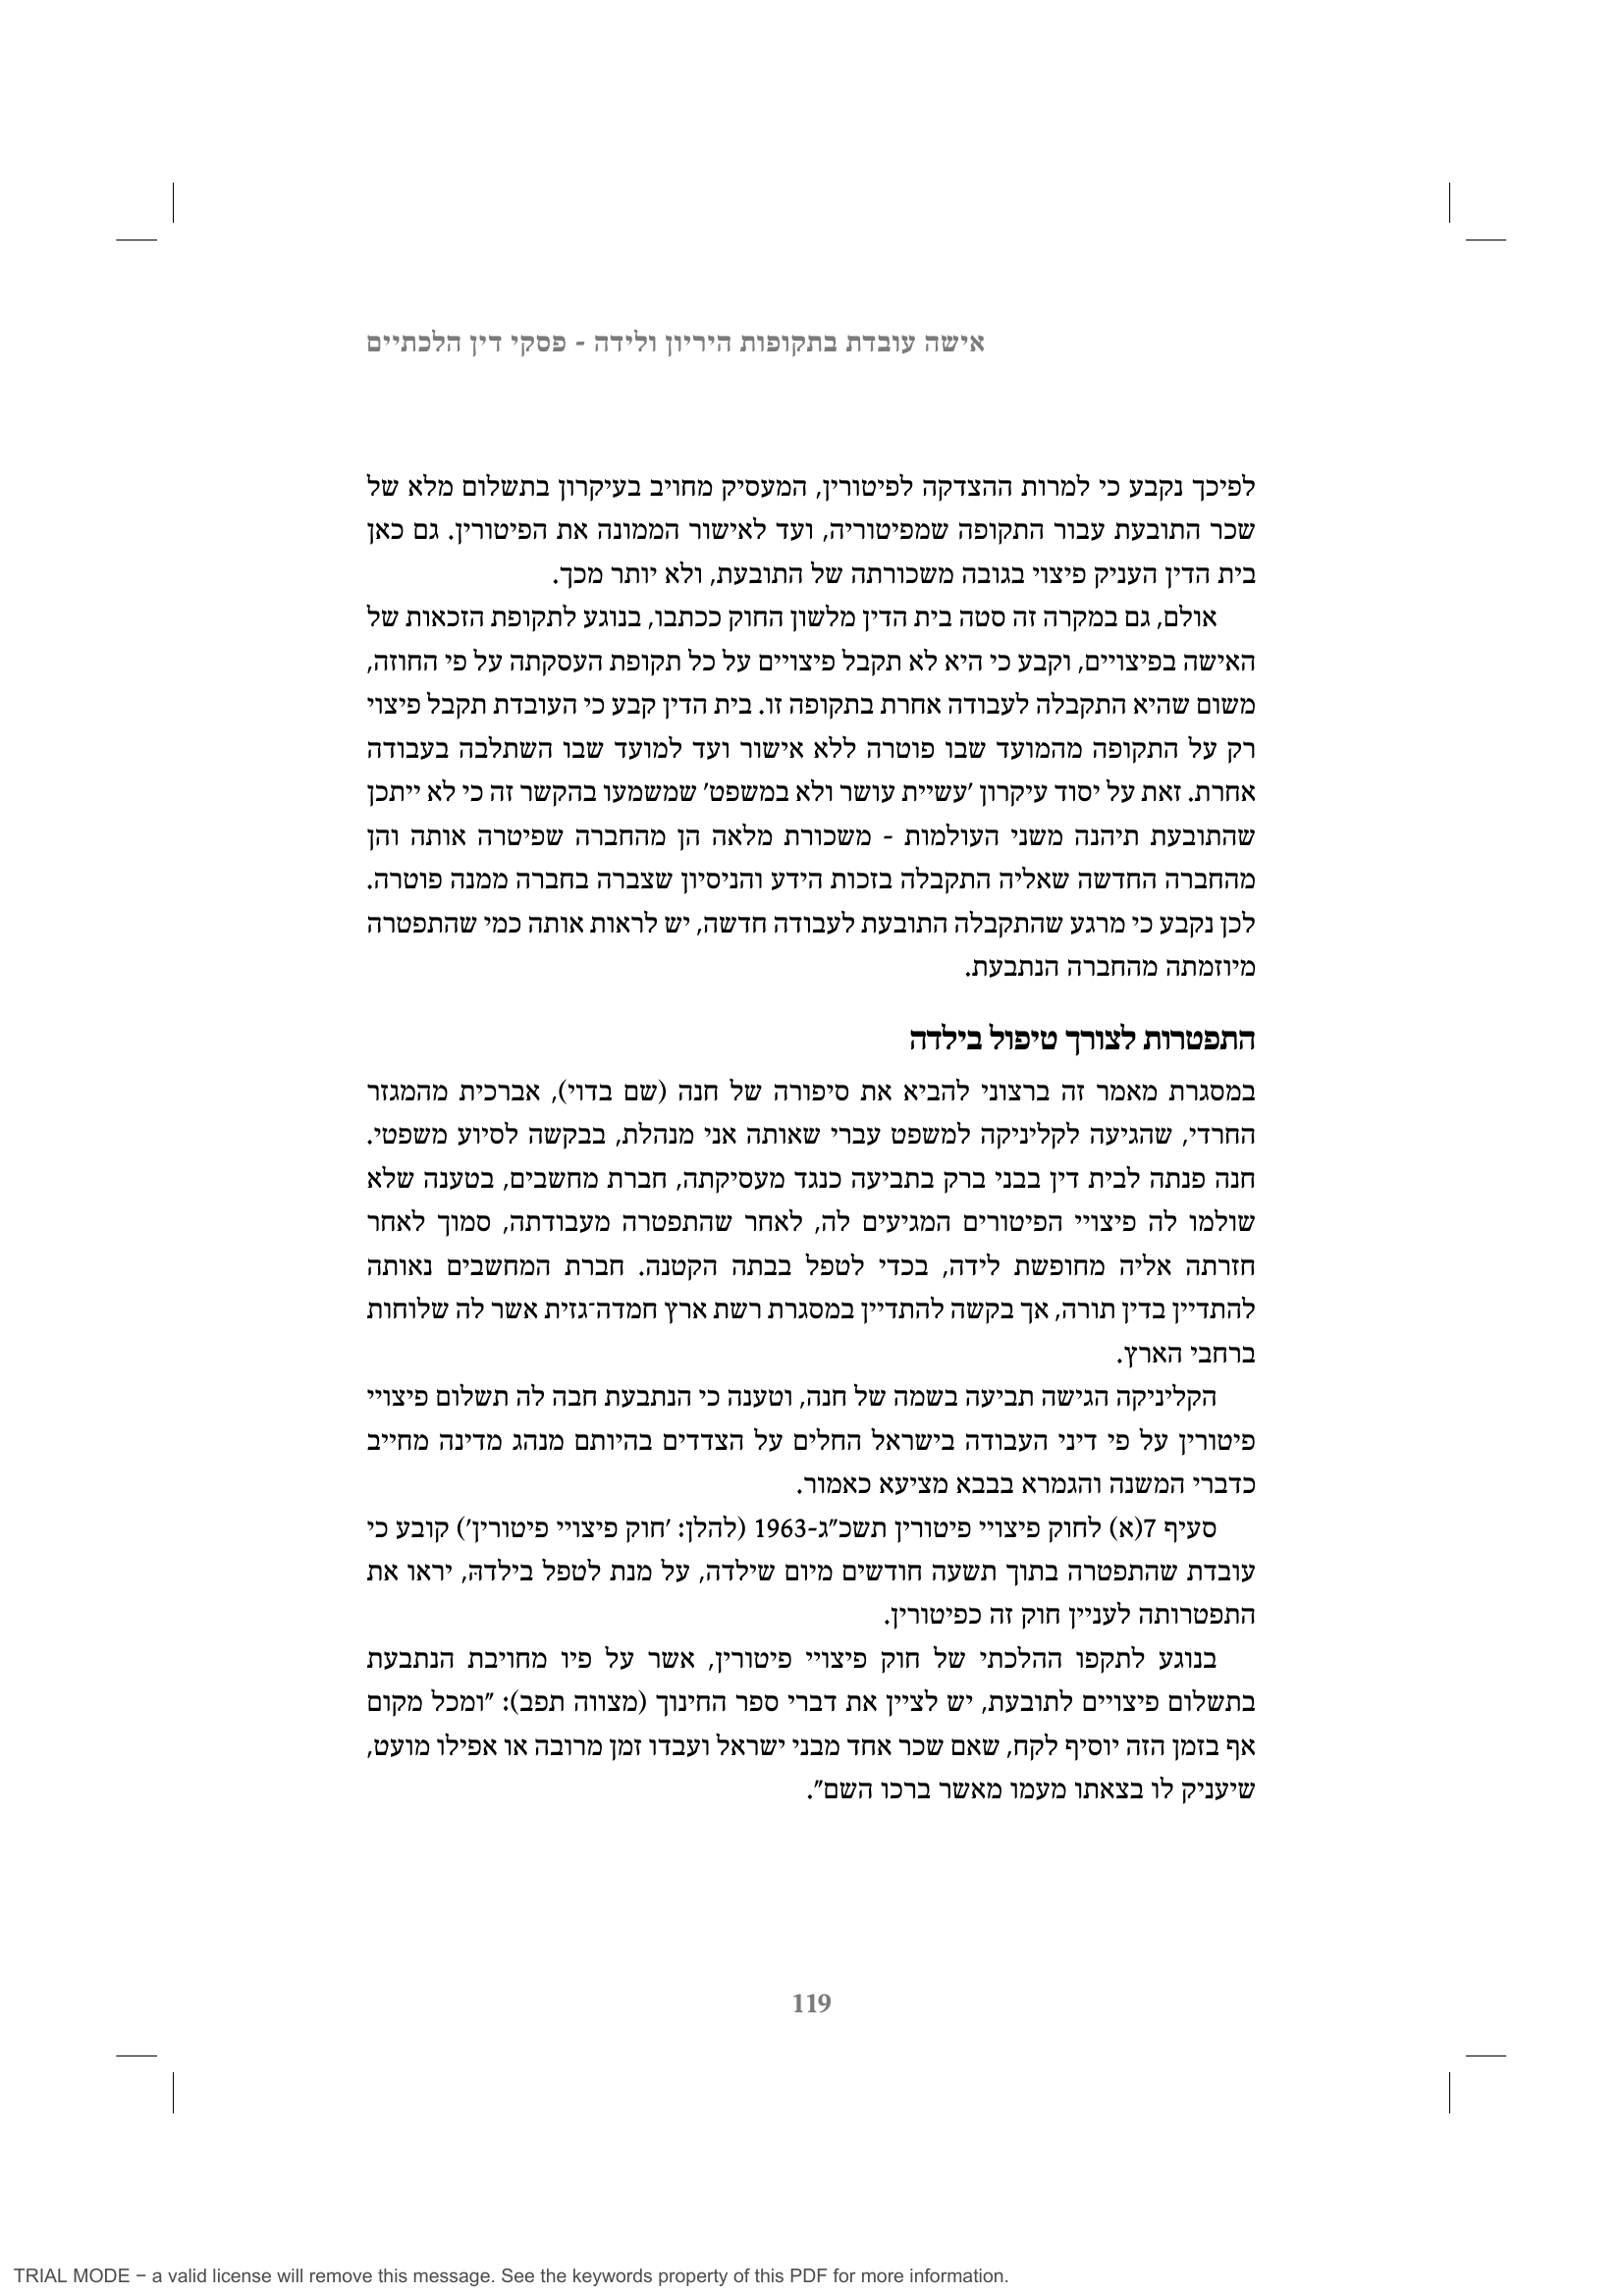 אישה עובדת בתקופות היריון ולידה - פסקי דין הלכתיים
לפיכך נקבע כי למרות ההצדקה לפיטורין, המעסיק מחויב בעיקרון בתשלום מלא של
שכר התובעת עבור התקופה שמפיטוריה, ועד לאישור הממונה את הפיטורין. גם כאן
בית הדין העניק פיצוי בגובה משכורתה של התובעת, ולא יותר מכך.
אולם, גם במקרה זה סטה בית הדין מלשון החוק ככתבו, בנוגע לתקופת הזכאות של
האישה בפיצויים, וקבע כי היא לא תקבל פיצויים על כל תקופת העסקתה על פי החוזה,
משום שהיא התקבלה לעבודה אחרת בתקופה זו. בית הדין קבע כי העובדת תקבל פיצוי
רק על התקופה מהמועד שבו פוטרה ללא אישור ועד למועד שבו השתלבה בעבודה
אחרת. זאת על יסוד עיקרון 'עשיית עושר ולא במשפט' שמשמעו בהקשר זה כי לא ייתכן
שהתובעת תיהנה משני העולמות - משכורת מלאה הן מהחברה שפיטרה אותה והן
מהחברה החדשה שאליה התקבלה בזכות הידע והניסיון שצברה בחברה ממנה פוטרה.
לכן נקבע כי מרגע שהתקבלה התובעת לעבודה חדשה, יש לראות אותה כמי שהתפטרה
מיוזמתה מהחברה הנתבעת.
התפטרות לצורך טיפול בילדה
במסגרת מאמר זה ברצוני להביא את סיפורה של חנה (שם בדוי), אברכית מהמגזר
החרדי, שהגיעה לקליניקה למשפט עברי שאותה אני מנהלת, בבקשה לסיוע משפטי.
חנה פנתה לבית דין בבני ברק בתביעה כנגד מעסיקתה, חברת מחשבים, בטענה שלא
שולמו לה פיצויי הפיטורים המגיעים לה, לאחר שהתפטרה מעבודתה, סמוך לאחר
חזרתה אליה מחופשת לידה, בכדי לטפל בבתה הקטנה. חברת המחשבים נאותה
להתדיין בדין תורה, אך בקשה להתדיין במסגרת רשת ארץ חמדה־גזית אשר לה שלוחות
ברחבי הארץ.
הקליניקה הגישה תביעה בשמה של חנה, וטענה כי הנתבעת חבה לה תשלום פיצויי
פיטורין על פי דיני העבודה בישראל החלים על הצדדים בהיותם מנהג מדינה מחייב
כדברי המשנה והגמרא בבבא מציעא כאמור.
סעיף 7(א) לחוק פיצויי פיטורין תשכ"ג-1963 (להלן: 'חוק פיצויי פיטורין') קובע כי
עובדת שהתפטרה בתוך תשעה חודשים מיום שילדה, על מנת לטפל בילדהּ, יראו את
התפטרותה לעניין חוק זה כפיטורין.
בנוגע לתקפו ההלכתי של חוק פיצויי פיטורין, אשר על פיו מחויבת הנתבעת
בתשלום פיצויים לתובעת, יש לציין את דברי ספר החינוך (מצווה תפב): "ומכל מקום
אף בזמן הזה יוסיף לקח, שאם שכר אחד מבני ישראל ועבדו זמן מרובה או אפילו מועט,
שיעניק לו בצאתו מעמו מאשר ברכו השם".
119
TRIAL MODE − a valid license will remove this message. See the keywords property of this PDF for more information.